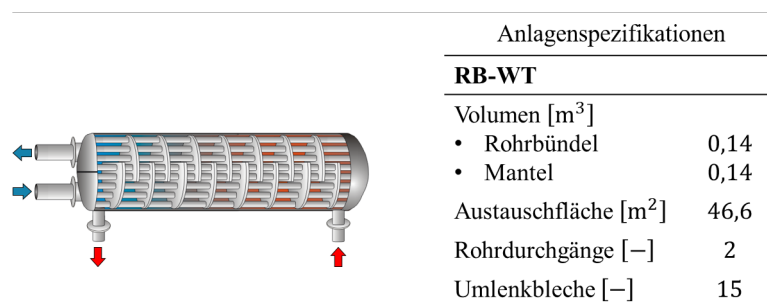 Anlagenspezifikationen
RB-WT
Volumen [m³]
• Rohrbündel 0,14
• Mantel 0,14
Austauschfläche [m²] 46,6
Rohrdurchgänge [−] 2
Umlenkbleche [−] 15